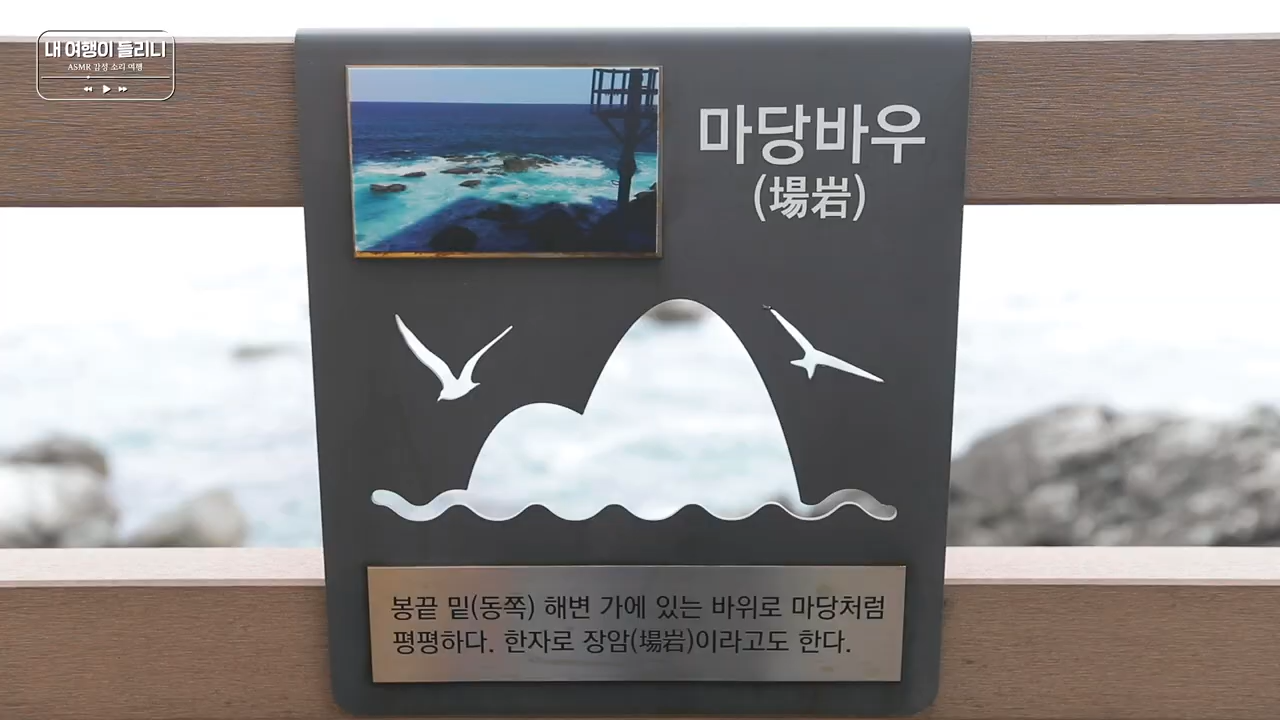 내 여행이 들리니
ASMR 감성 소리 여행
마당바우
(場岩)
봉끝 밑(동쪽) 해변 가에 있는 바위로 마당처럼
평평하다. 한자로 장암(場岩)이라고도 한다.